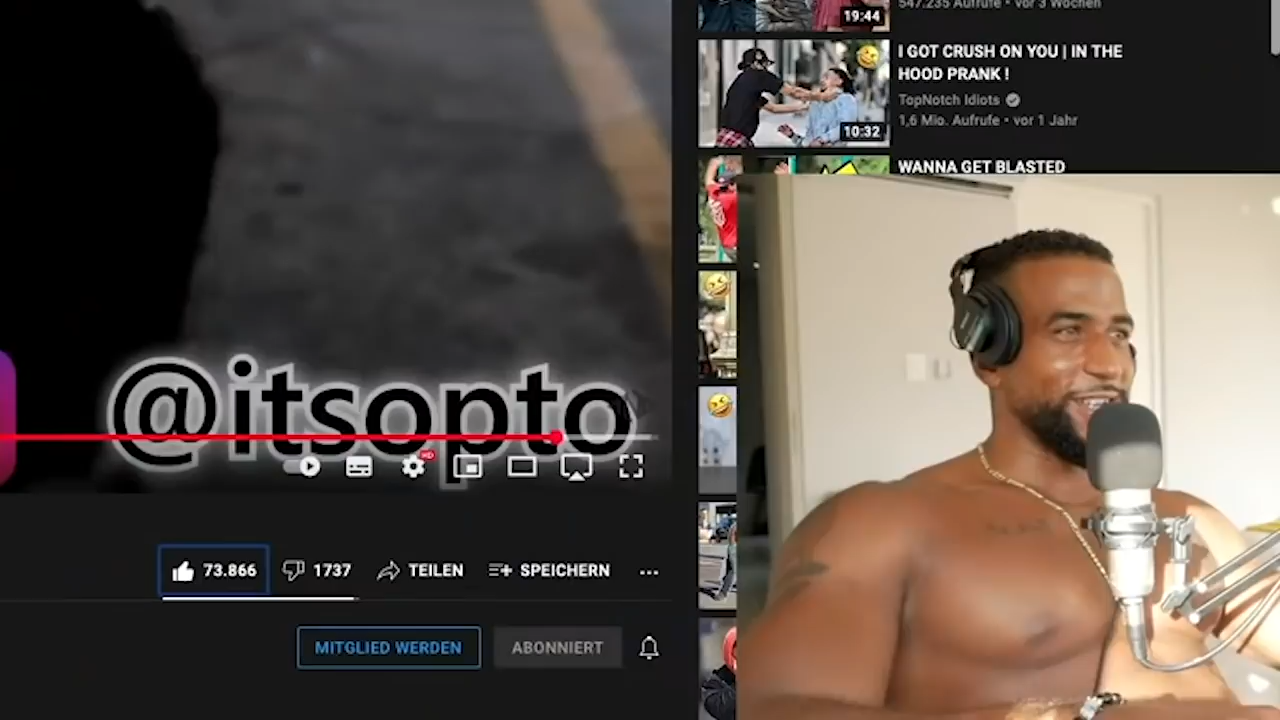 547.235 Aufrufe • vor 3 Wochen
19:44
I GOT CRUSH ON YOU | IN THE
HOOD PRANK !
TopNotch Idiots
1,6 Mio. Aufrufe • vor 1 Jahr
10:32
WANNA GET BLASTED
@itsopto
HD
73.866
1737
TEILEN
SPEICHERN
MITGLIED WERDEN
ABONNIERT